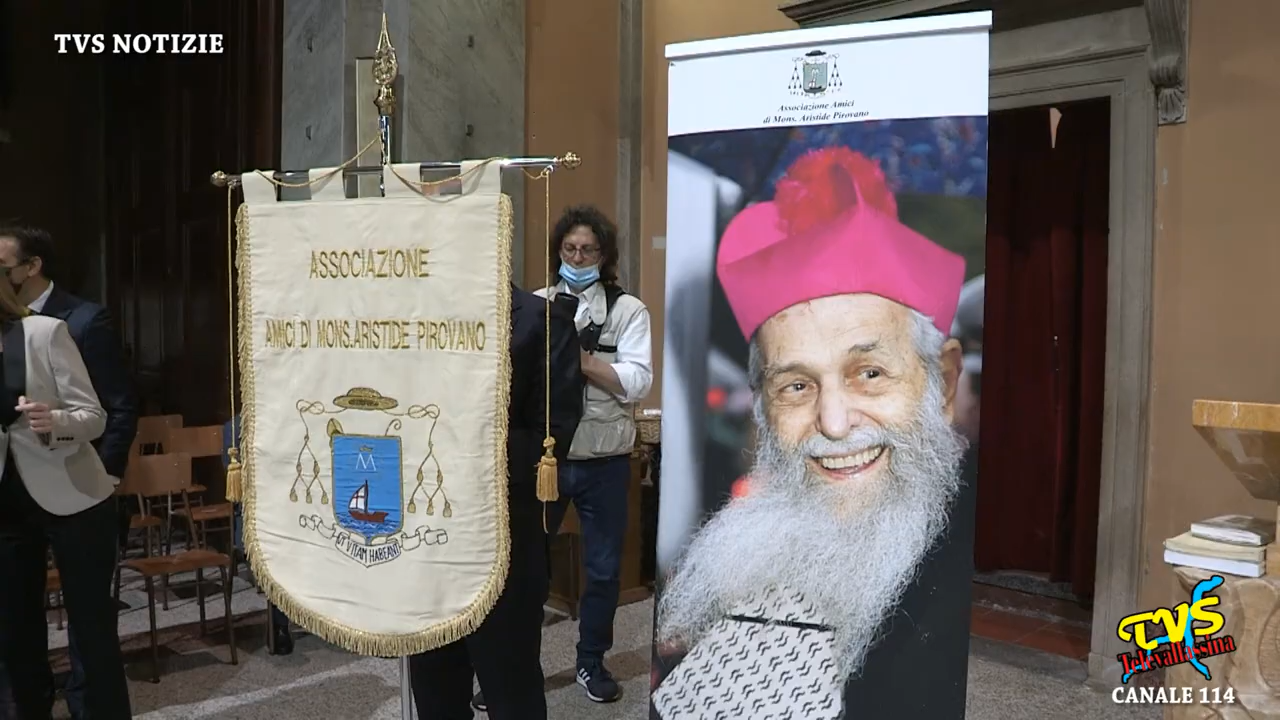 TVS NOTIZIE
ASSOCIAZIONE
AMICI DI MONS.ARISTIDE PIROVANO
M
UT VITAM HABEANT
Associazione Amici
di Mons. Aristide Pirovano
TVS
Televallassina
CANALE 114